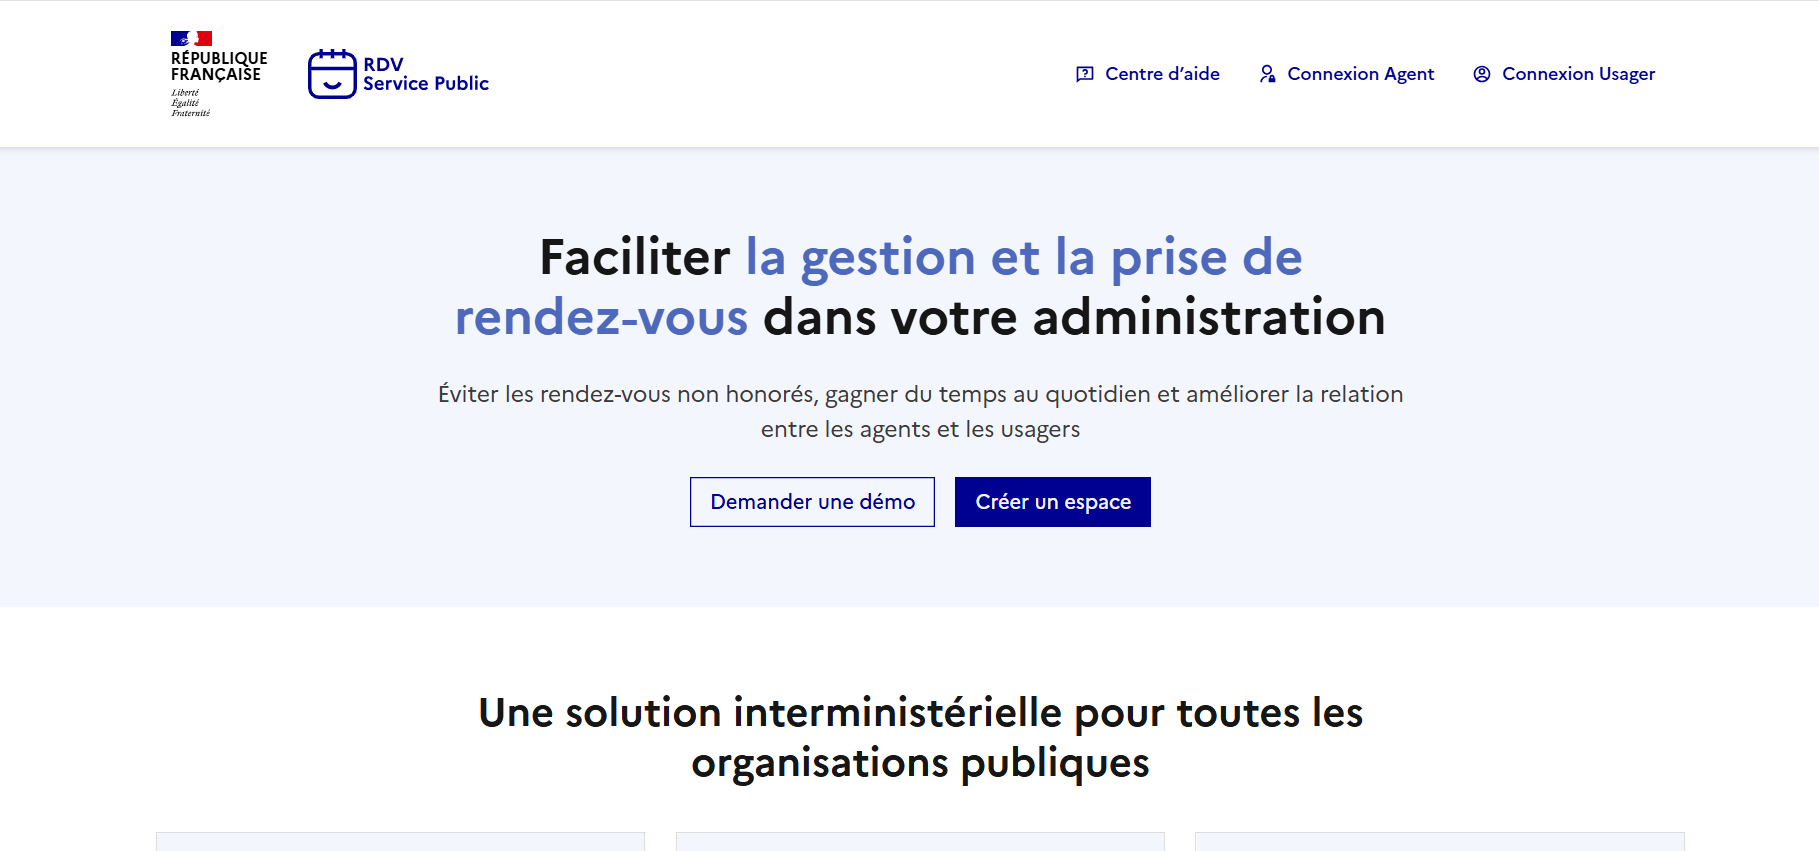 RÉPUBLIQUE
FRANÇAISE
Liberté
Égalité
Fraternité
RDV
Service Public
Centre d’aide
Connexion Agent
Connexion Usager
Faciliter la gestion et la prise de
rendez-vous dans votre administration
Éviter les rendez-vous non honorés, gagner du temps au quotidien et améliorer la relation
entre les agents et les usagers
Demander une démo
Créer un espace
Une solution interministérielle pour toutes les
organisations publiques